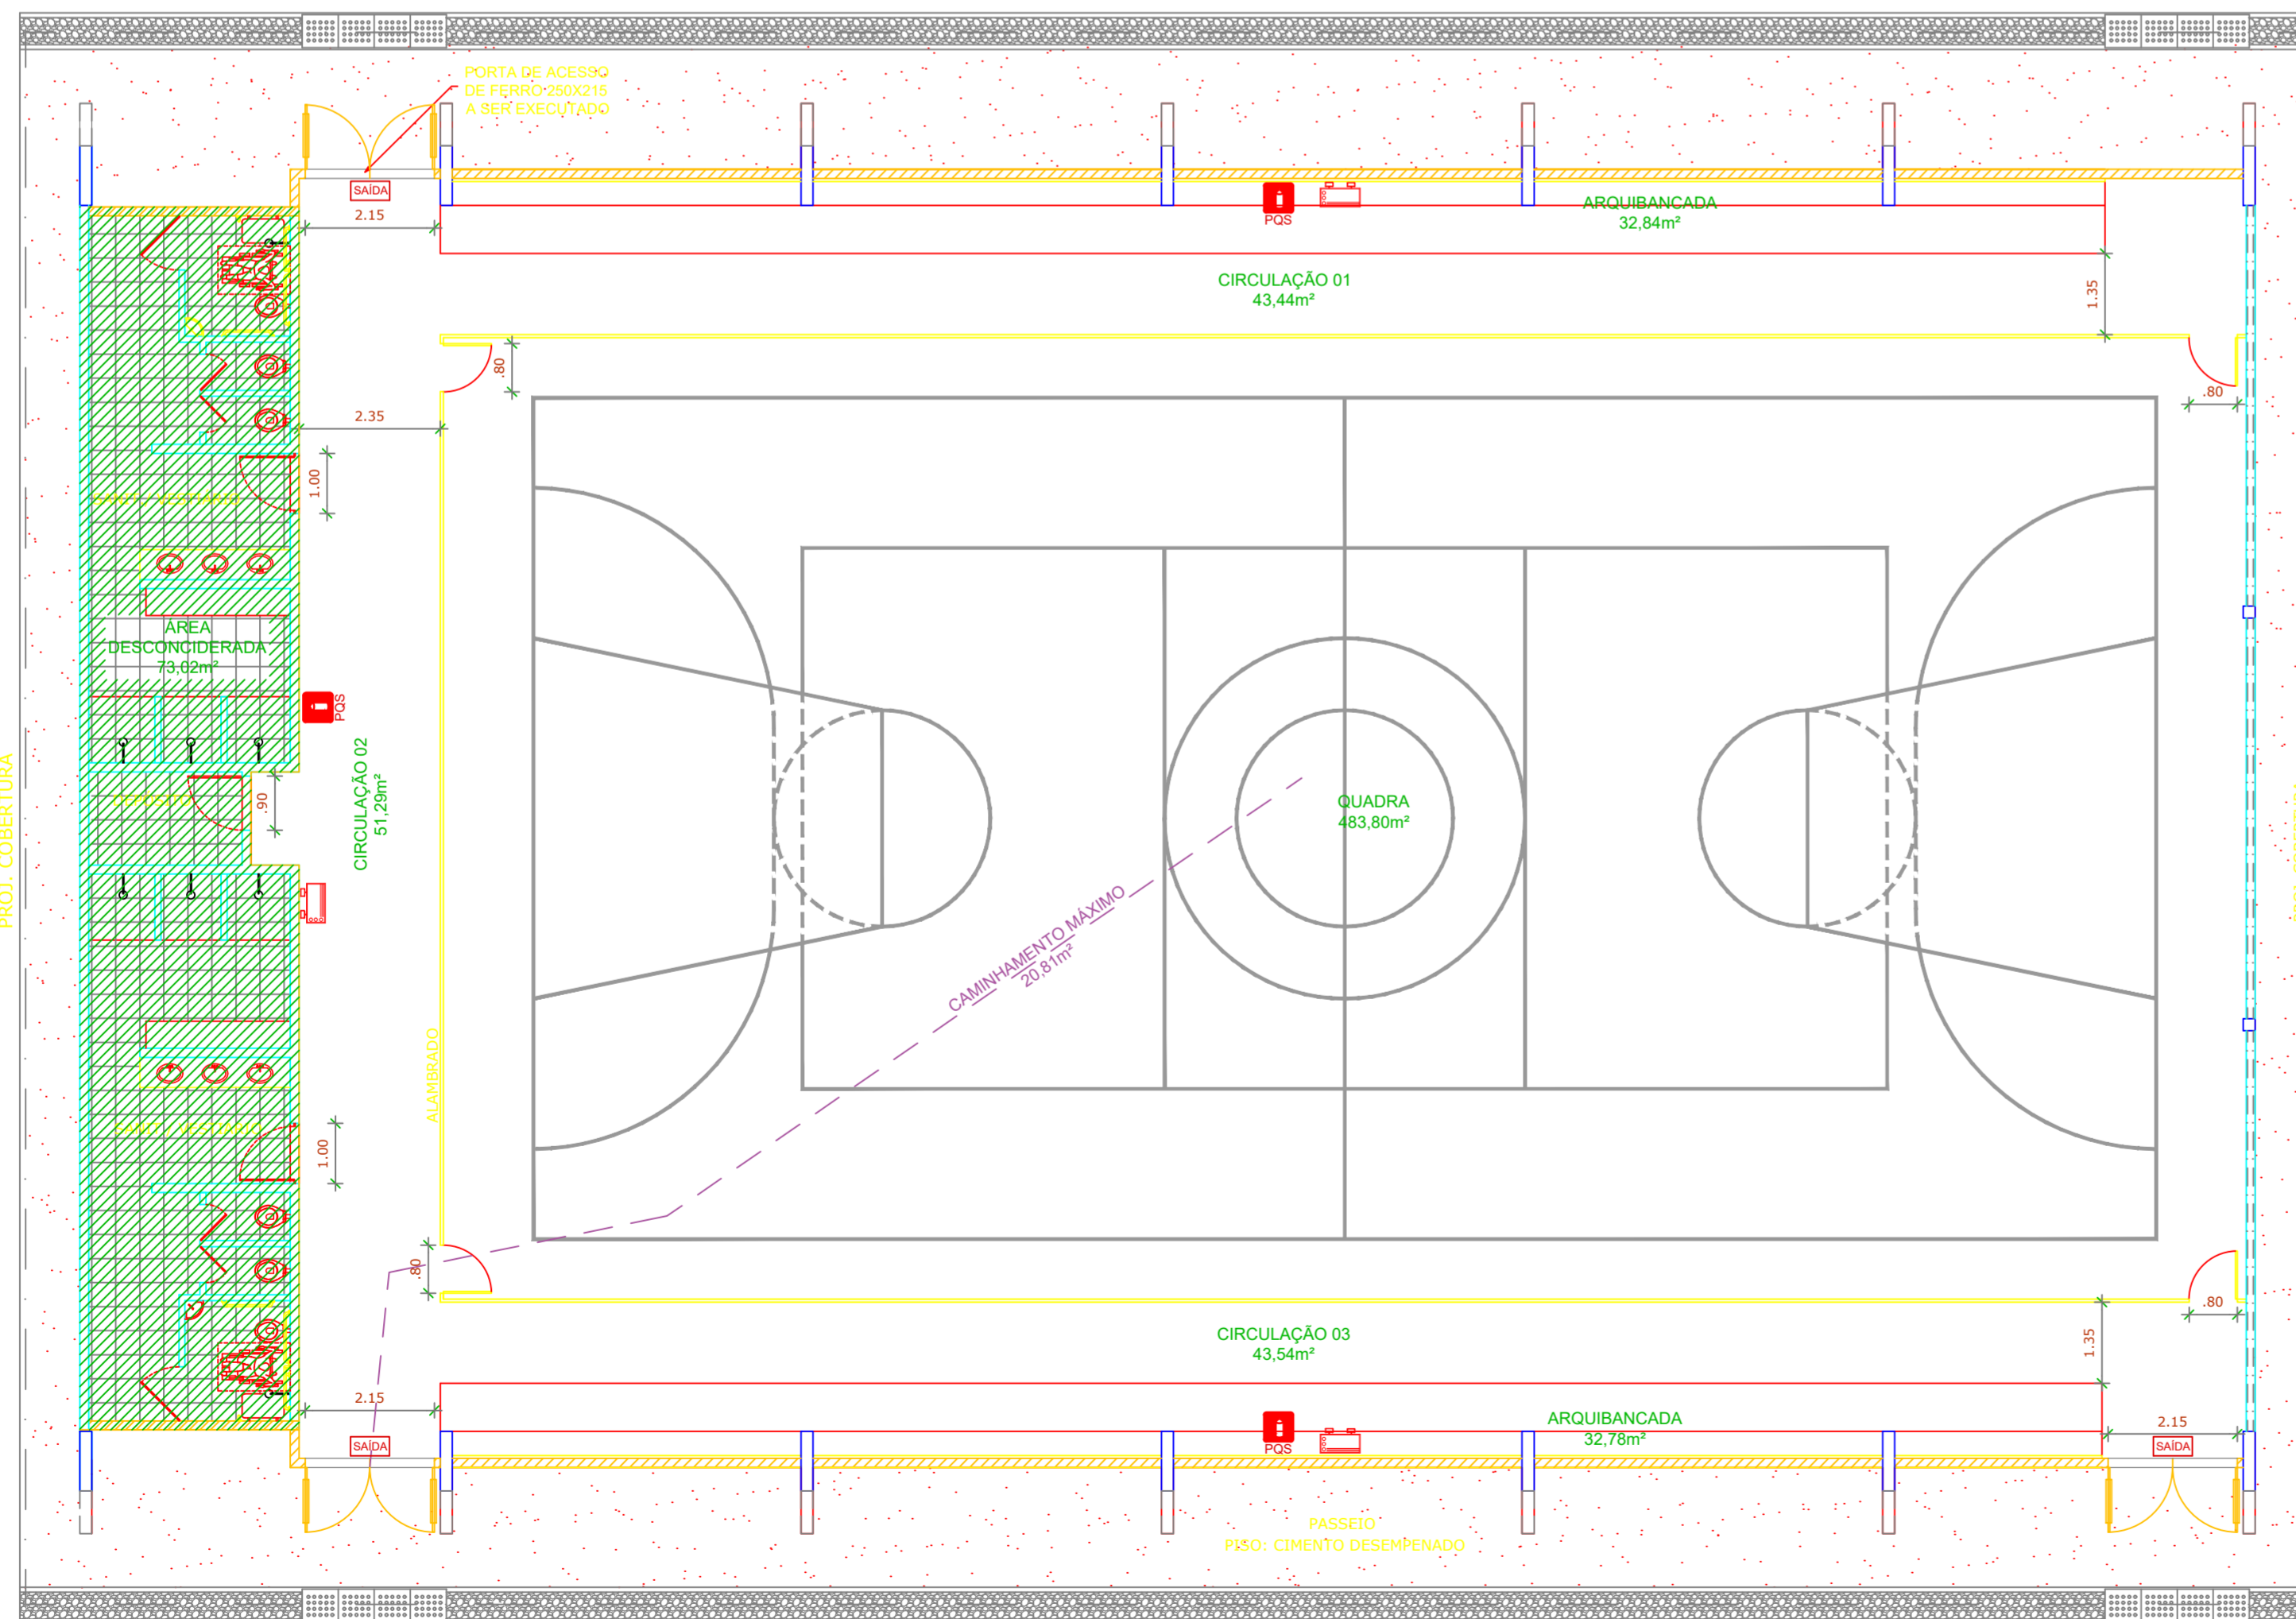 PORTA DE ACESSO
DE FERRO 250X215
A SER EXECUTADO
SAÍDA
2.15
PQS
ARQUIBANCADA
32,84m²
CIRCULAÇÃO 01
43,44m²
1.35
.80
.80
2.35
1.00
ÁREA
DESCONCIDERADA
73,02m²
PQS
CIRCULAÇÃO 02
51,29m²
.90
PROJ. COBERTURA
QUADRA
483,80m²
CAMINHAMENTO MÁXIMO
20,81m²
ALAMBRADO
1.00
.80
.80
CIRCULAÇÃO 03
43,54m²
1.35
2.15
SAÍDA
PQS
ARQUIBANCADA
32,78m²
2.15
SAÍDA
PASSEIO
PISO: CIMENTO DESEMPENADO